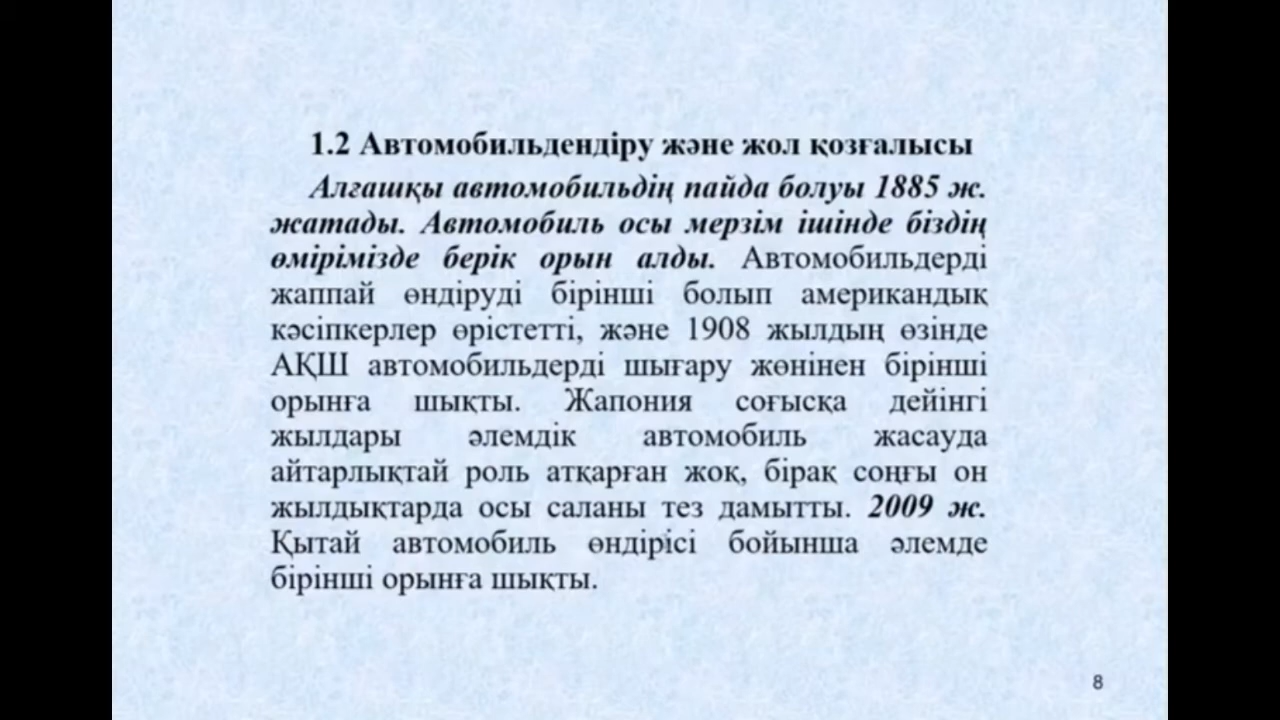 1.2 Автомобильдендіру және жол қозғалысы
Алғашқы автомобильдің пайда болуы 1885 ж.
жатады. Автомобиль осы мерзім ішінде біздің
өмірімізде берік орын алды. Автомобильдерді
жаппай өндіруді бірінші болып американдық
кәсіпкерлер өрістетті, және 1908 жылдың өзінде
АҚШ автомобильдерді шығару жөнінен бірінші
орынға шықты. Жапония соғысқа дейінгі
жылдары әлемдік автомобиль жасауда
айтарлықтай роль атқарған жоқ, бірақ соңғы он
жылдықтарда осы саланы тез дамытты. 2009 ж.
Қытай автомобиль өндірісі бойынша әлемде
бірінші орынға шықты.
8